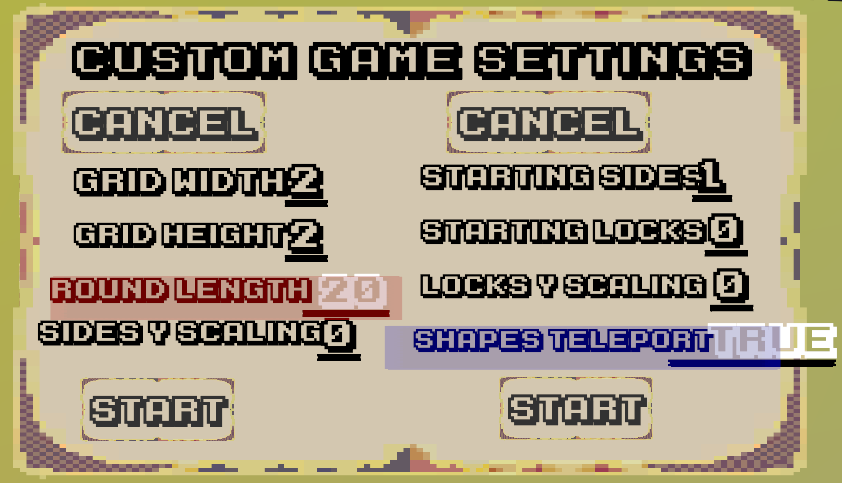 CUSTOM GAME SETTINGS
CANCEL CANCEL
GRID WIDTH 2 STARTING SIDES 1
GRID HEIGHT 2 STARTING LOCKS 0
ROUND LENGTH 20 LOCKS Y SCALING 0
SIDES Y SCALING 0 SHAPES TELEPORT TRUE
START START